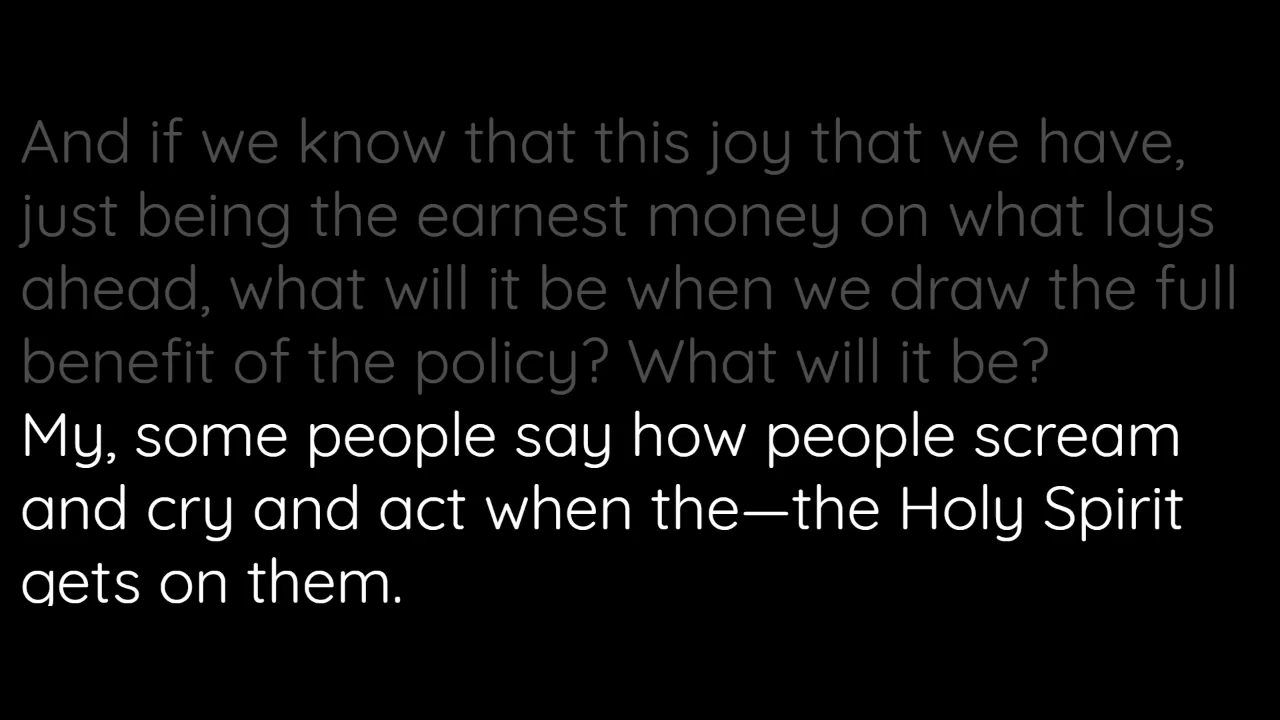 And if we know that this joy that we have,
just being the earnest money on what lays
ahead, what will it be when we draw the full
benefit of the policy? What will it be?
My, some people say how people scream
and cry and act when the—the Holy Spirit
gets on them.